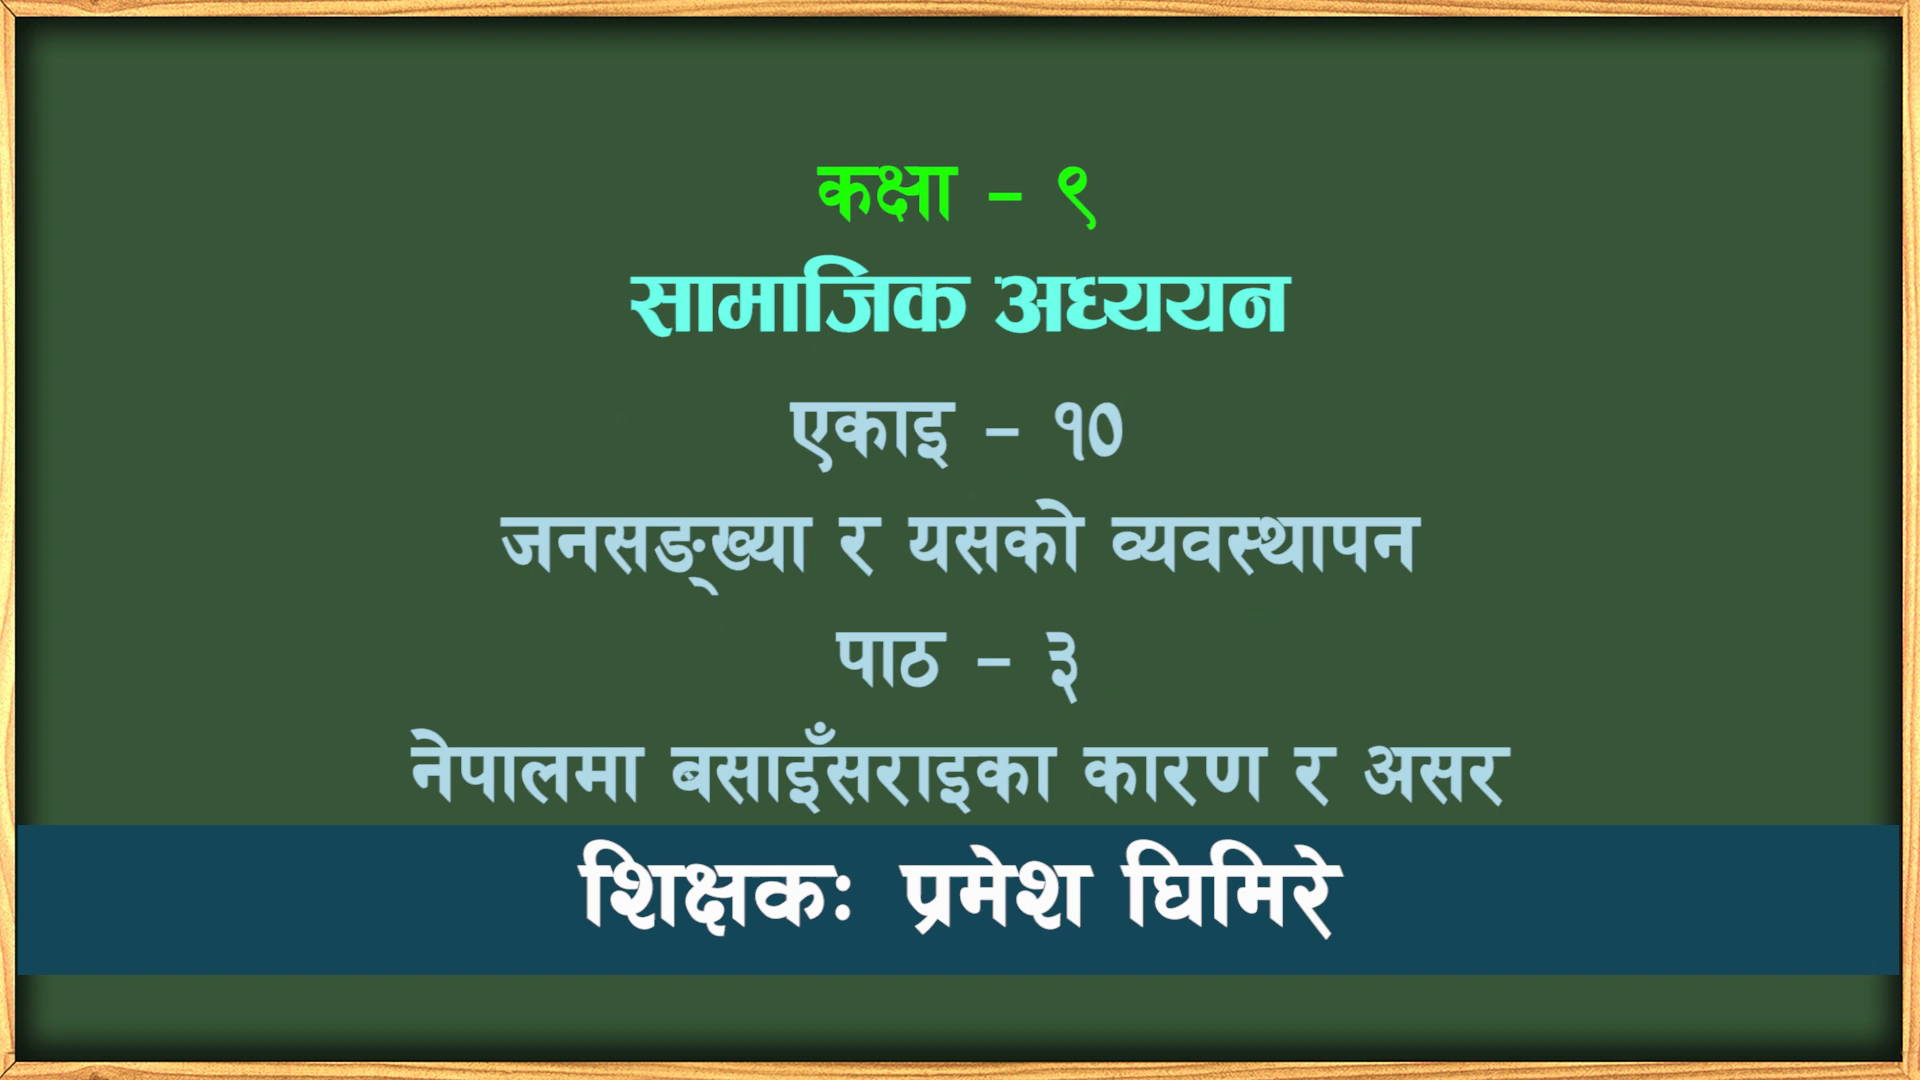 कक्षा – ९
सामाजिक अध्ययन
एकाइ – १०
जनसङ्ख्या र यसको व्यवस्थापन
पाठ – ३
नेपालमा बसाइँसराइका कारण र असर
शिक्षकः प्रमेश घिमिरे